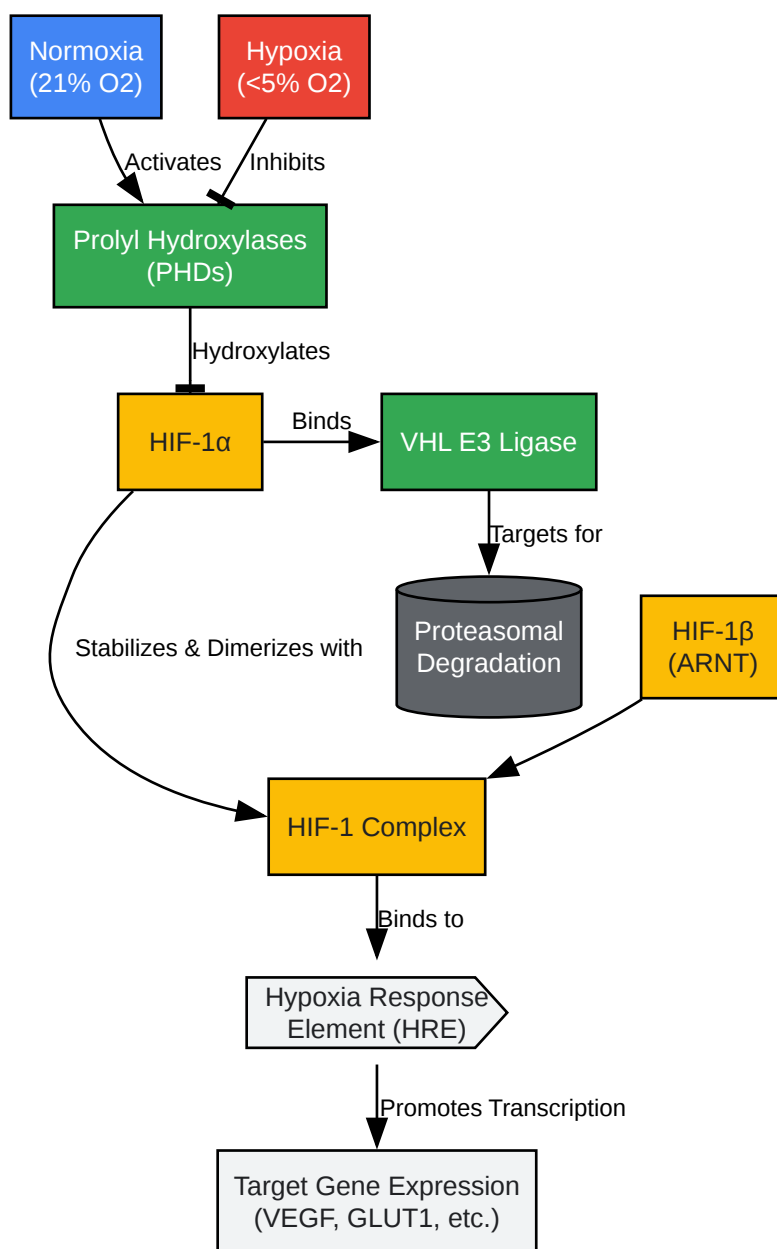 Normoxia
(21% O2)
Hypoxia
(<5% O2)
Activates
Inhibits
Prolyl Hydroxylases
(PHDs)
Hydroxylates
HIF-1α
Binds
VHL E3 Ligase
Targets for
Proteasomal
Degradation
HIF-1β
(ARNT)
Stabilizes & Dimerizes with
HIF-1 Complex
Binds to
Hypoxia Response
Element (HRE)
Promotes Transcription
Target Gene Expression
(VEGF, GLUT1, etc.)